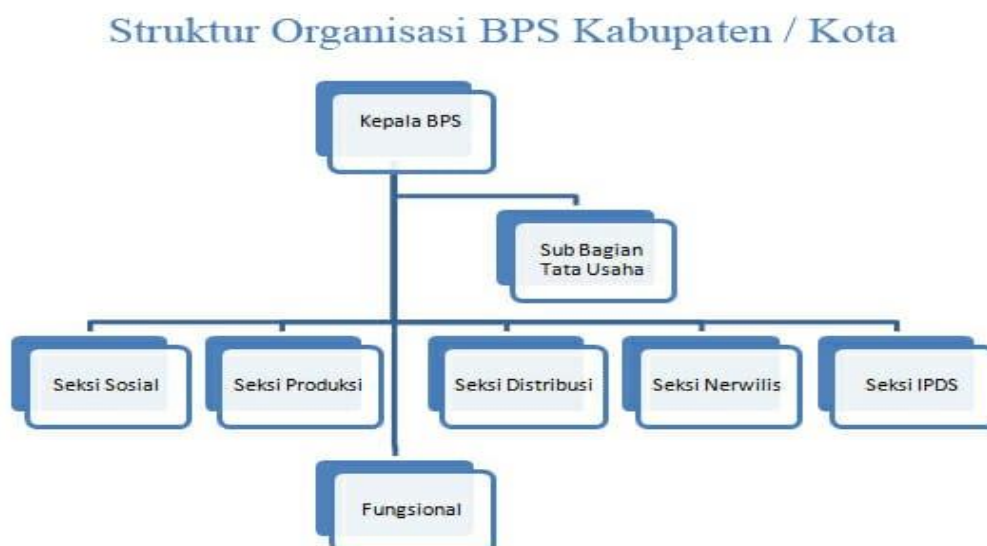 Struktur Organisasi BPS Kabupaten / Kota
Kepala BPS
Sub Bagian
Tata Usaha
Seksi Sosial
Seksi Produksi
Seksi Distribusi
Seksi Nerwilis
Seksi IPDS
Fungsional